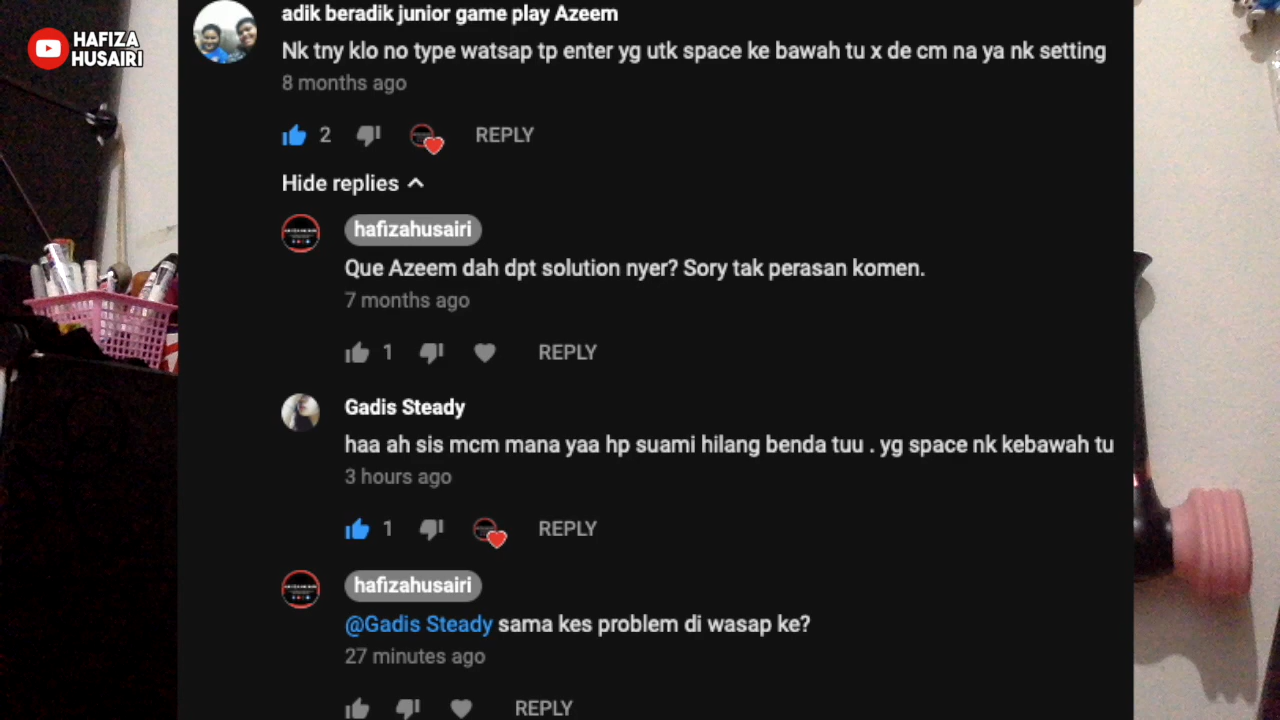 HAFIZA
HUSAIRI
adik beradik junior game play Azeem
Nk tny klo no type watsap tp enter yg utk space ke bawah tu x de cm na ya nk setting
8 months ago
2
REPLY
Hide replies
hafizahusairi
Que Azeem dah dpt solution nyer? Sory tak perasan komen.
7 months ago
1
REPLY
Gadis Steady
haa ah sis mcm mana yaa hp suami hilang benda tuu . yg space nk kebawah tu
3 hours ago
1
REPLY
hafizahusairi
@Gadis Steady sama kes problem di wasap ke?
27 minutes ago
REPLY